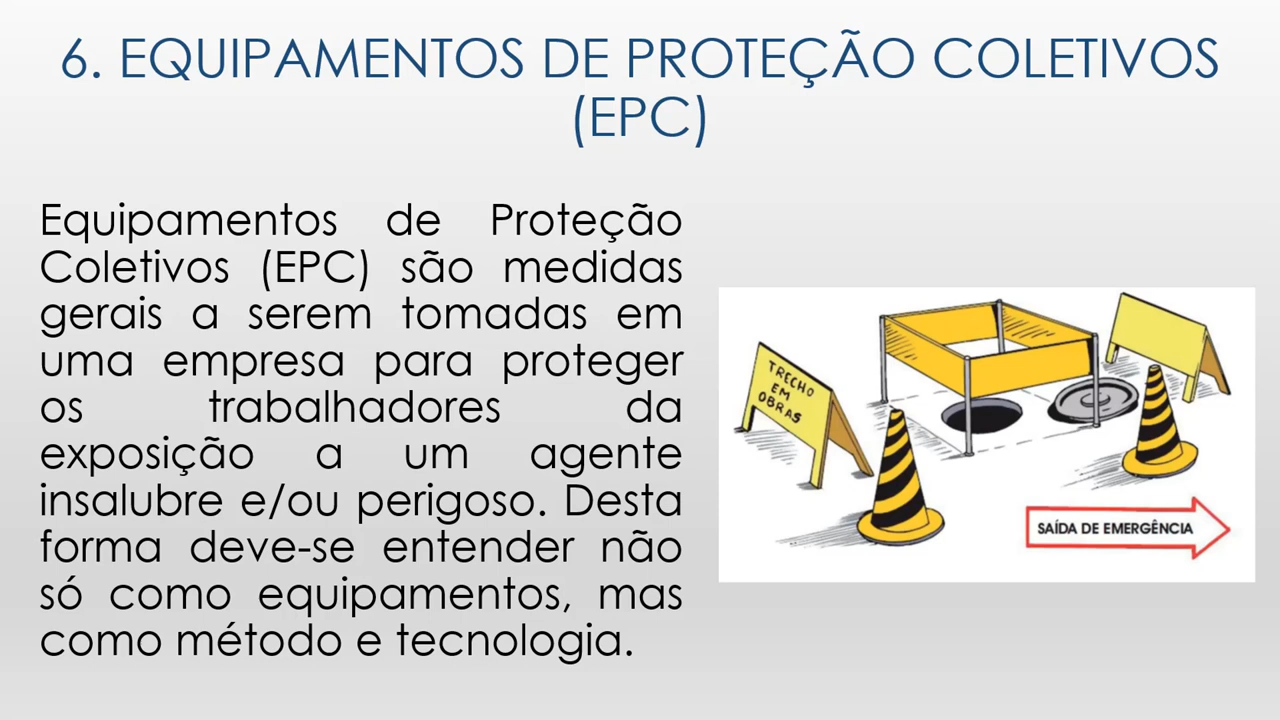 6. EQUIPAMENTOS DE PROTEÇÃO COLETIVOS
(EPC)
Equipamentos de Proteção
Coletivos (EPC) são medidas
gerais a serem tomadas em
uma empresa para proteger
os trabalhadores da
exposição a um agente
insalubre e/ou perigoso. Desta
forma deve-se entender não
só como equipamentos, mas
como método e tecnologia.
TRECHO
EM
OBRAS
SAÍDA DE EMERGÊNCIA